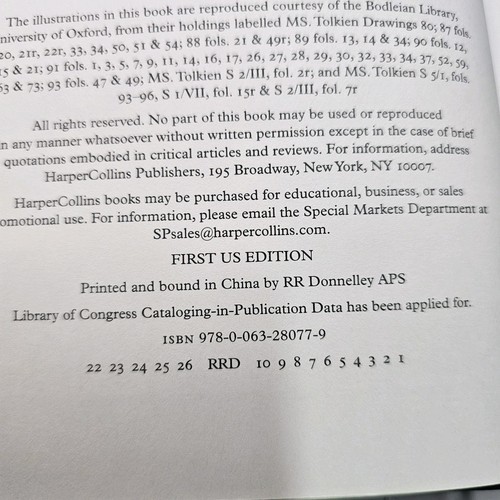 The illustrations in this book are reproduced courtesy of the Bodleian Library,
University of Oxford, from their holdings labelled MS. Tolkien Drawings 80; 87 fols.
20, 21r, 22r, 33, 34, 50, 51 & 54; 88 fols. 21 & 49r; 89 fols. 13, 14 & 34; 90 fols. 12,
15 & 21; 91 fols. 1, 3, 5, 7, 9, 11, 14, 16, 17, 26, 27, 28, 29, 30, 32, 33, 34, 37, 52, 59,
63 & 73; 93 fols. 47 & 49; MS. Tolkien S 2/III, fol. 2r; and MS. Tolkien S 5/1, fols.
93–96, S 1/VII, fol. 15r & S 2/III, fol. 7r
All rights reserved. No part of this book may be used or reproduced
in any manner whatsoever without written permission except in the case of brief
quotations embodied in critical articles and reviews. For information, address
HarperCollins Publishers, 195 Broadway, New York, NY 10007.
HarperCollins books may be purchased for educational, business, or sales
omotional use. For information, please email the Special Markets Department at
SPsales@harpercollins.com.
FIRST US EDITION
Printed and bound in China by RR Donnelley APS
Library of Congress Cataloging-in-Publication Data has been applied for.
ISBN 978-0-063-28077-9
22 23 24 25 26 RRD 10 9 8 7 6 5 4 3 2 1